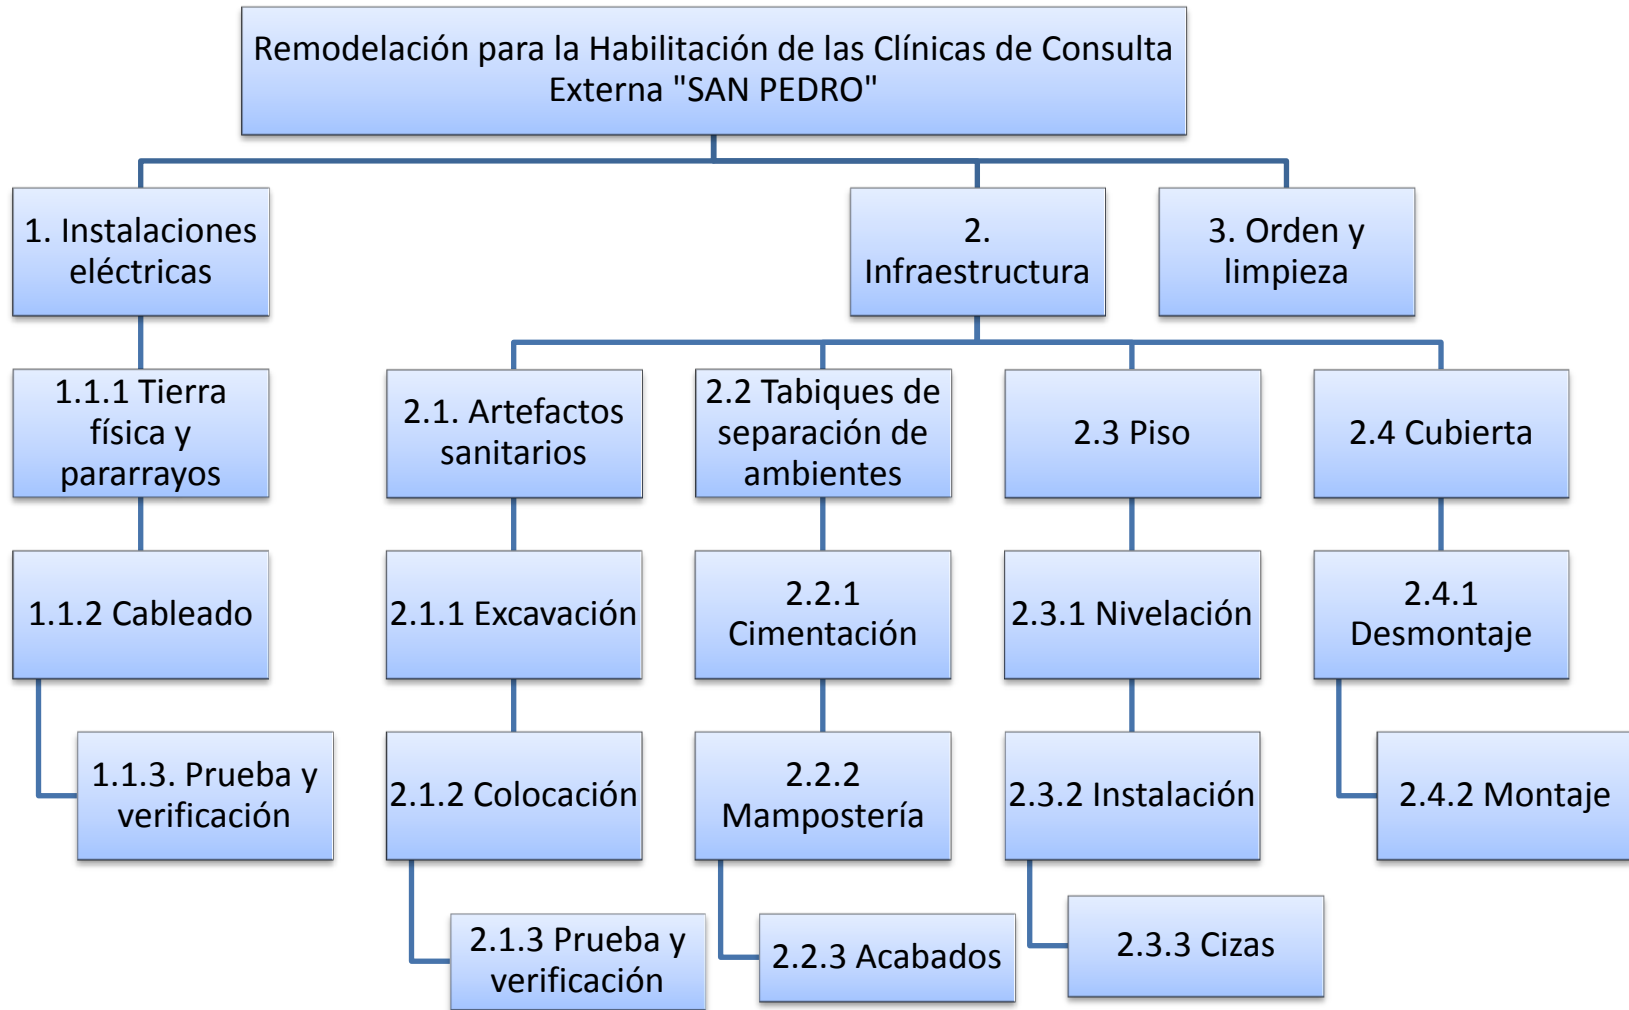 Remodelación para la Habilitación de las Clínicas de Consulta
Externa "SAN PEDRO"
1. Instalaciones
eléctricas
2.
Infraestructura
3. Orden y
limpieza
1.1.1 Tierra
física y
pararrayos
2.1. Artefactos
sanitarios
2.2 Tabiques de
separación de
ambientes
2.3 Piso
2.4 Cubierta
1.1.2 Cableado
2.1.1 Excavación
2.2.1
Cimentación
2.3.1 Nivelación
2.4.1
Desmontaje
1.1.3. Prueba y
verificación
2.1.2 Colocación
2.2.2
Mampostería
2.3.2 Instalación
2.4.2 Montaje
2.1.3 Prueba y
verificación
2.2.3 Acabados
2.3.3 Cizas